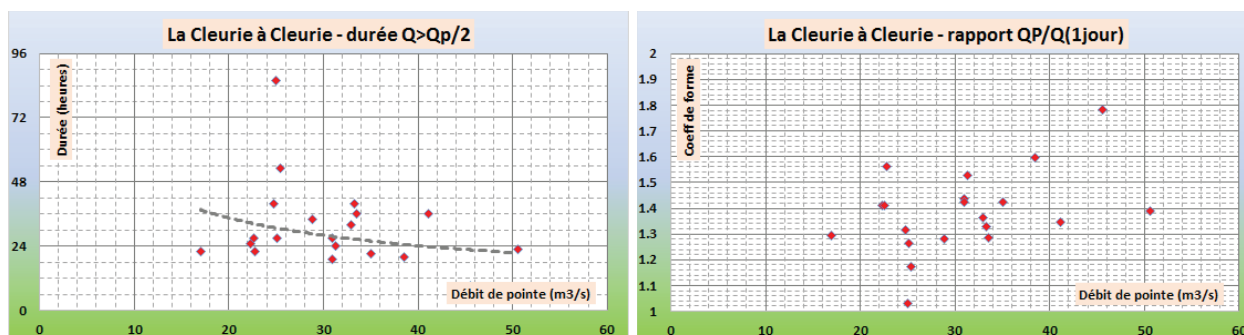 La Cleurie à Cleurie - durée Q>Qp/2
96
72
48
24
0
Durée (heures)
Débit de pointe (m3/s)
0 10 20 30 40 50 60
La Cleurie à Cleurie - rapport QP/Q(1jour)
2
1.9
1.8
1.7
1.6
1.5
1.4
1.3
1.2
1.1
1
Coeff de forme
Débit de pointe (m3/s)
0 10 20 30 40 50 60